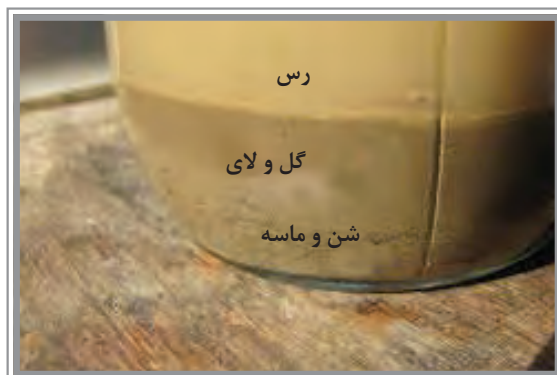 رس
گل و لای
شن و ماسه